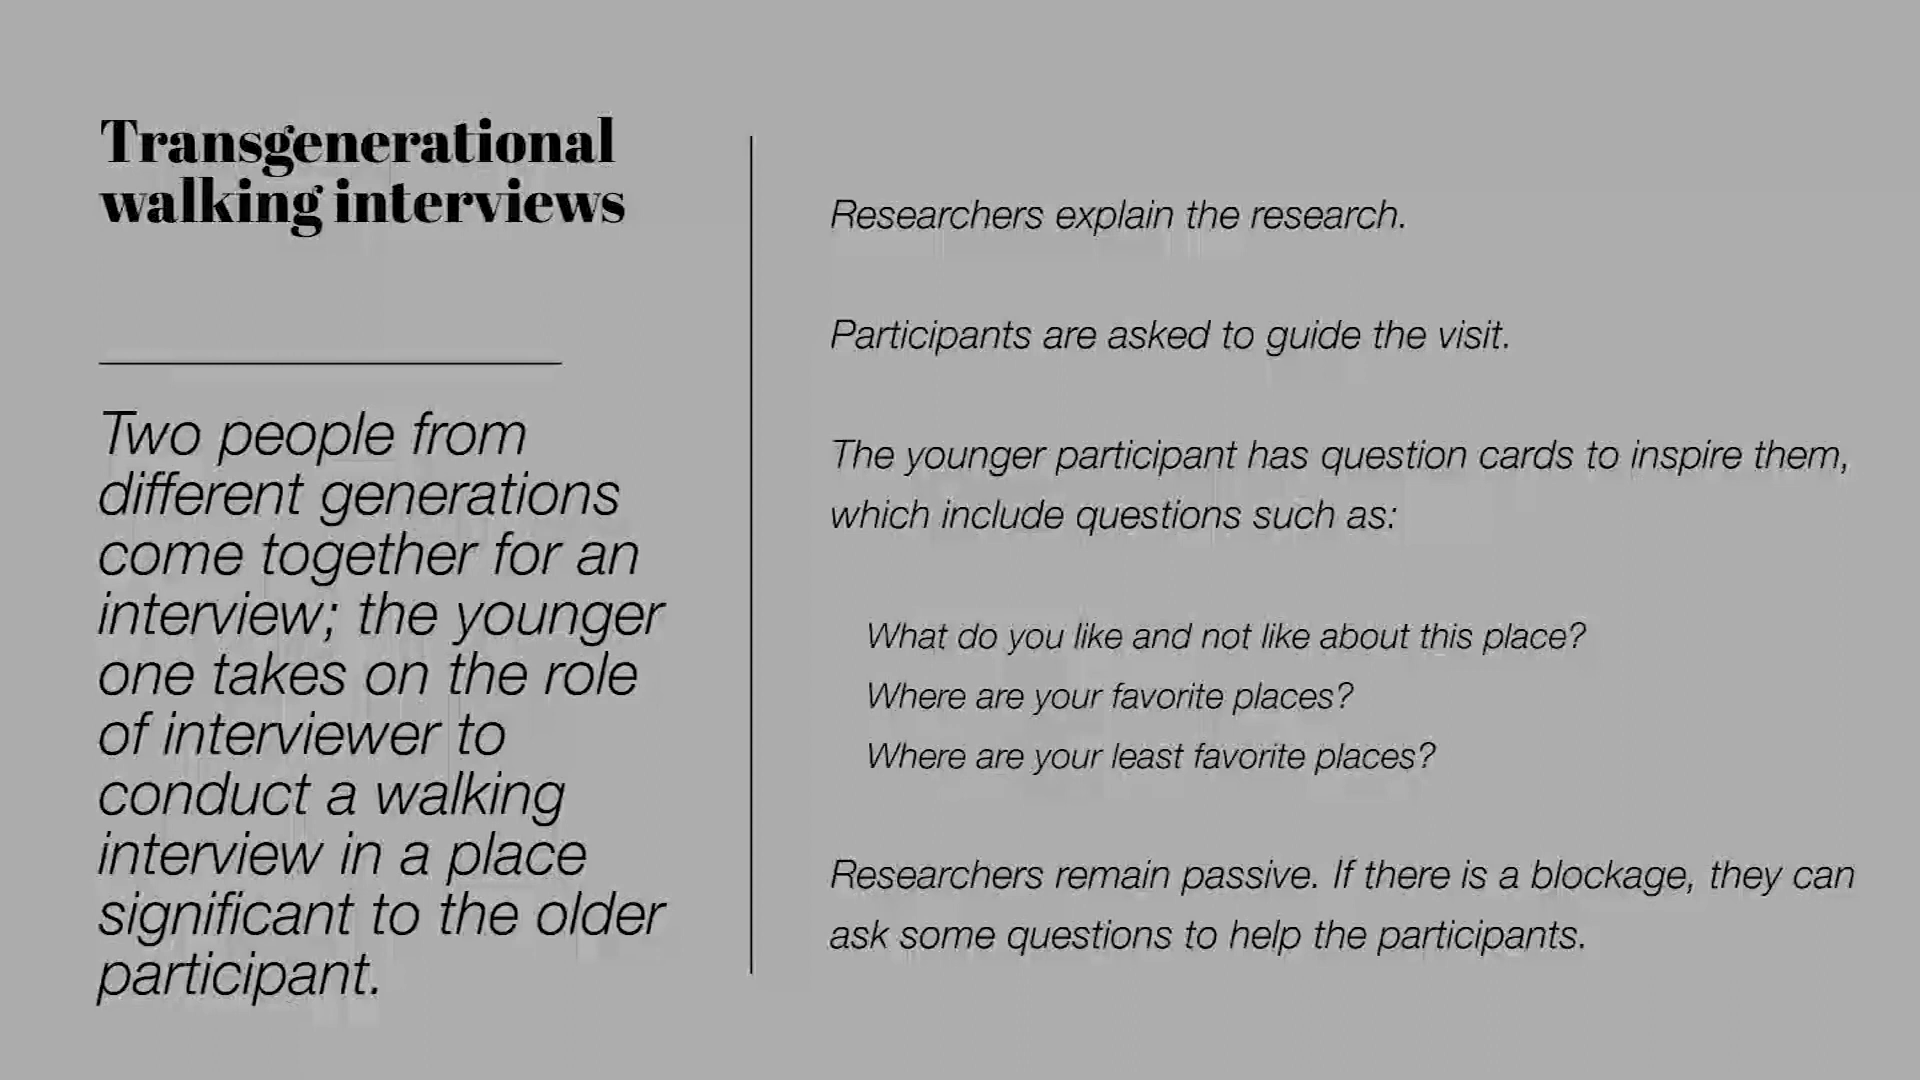 Transgenerational
walking interviews
Two people from
different generations
come together for an
interview; the younger
one takes on the role
of interviewer to
conduct a walking
interview in a place
significant to the older
participant.
Researchers explain the research.
Participants are asked to guide the visit.
The younger participant has question cards to inspire them,
which include questions such as:
What do you like and not like about this place?
Where are your favorite places?
Where are your least favorite places?
Researchers remain passive. If there is a blockage, they can
ask some questions to help the participants.